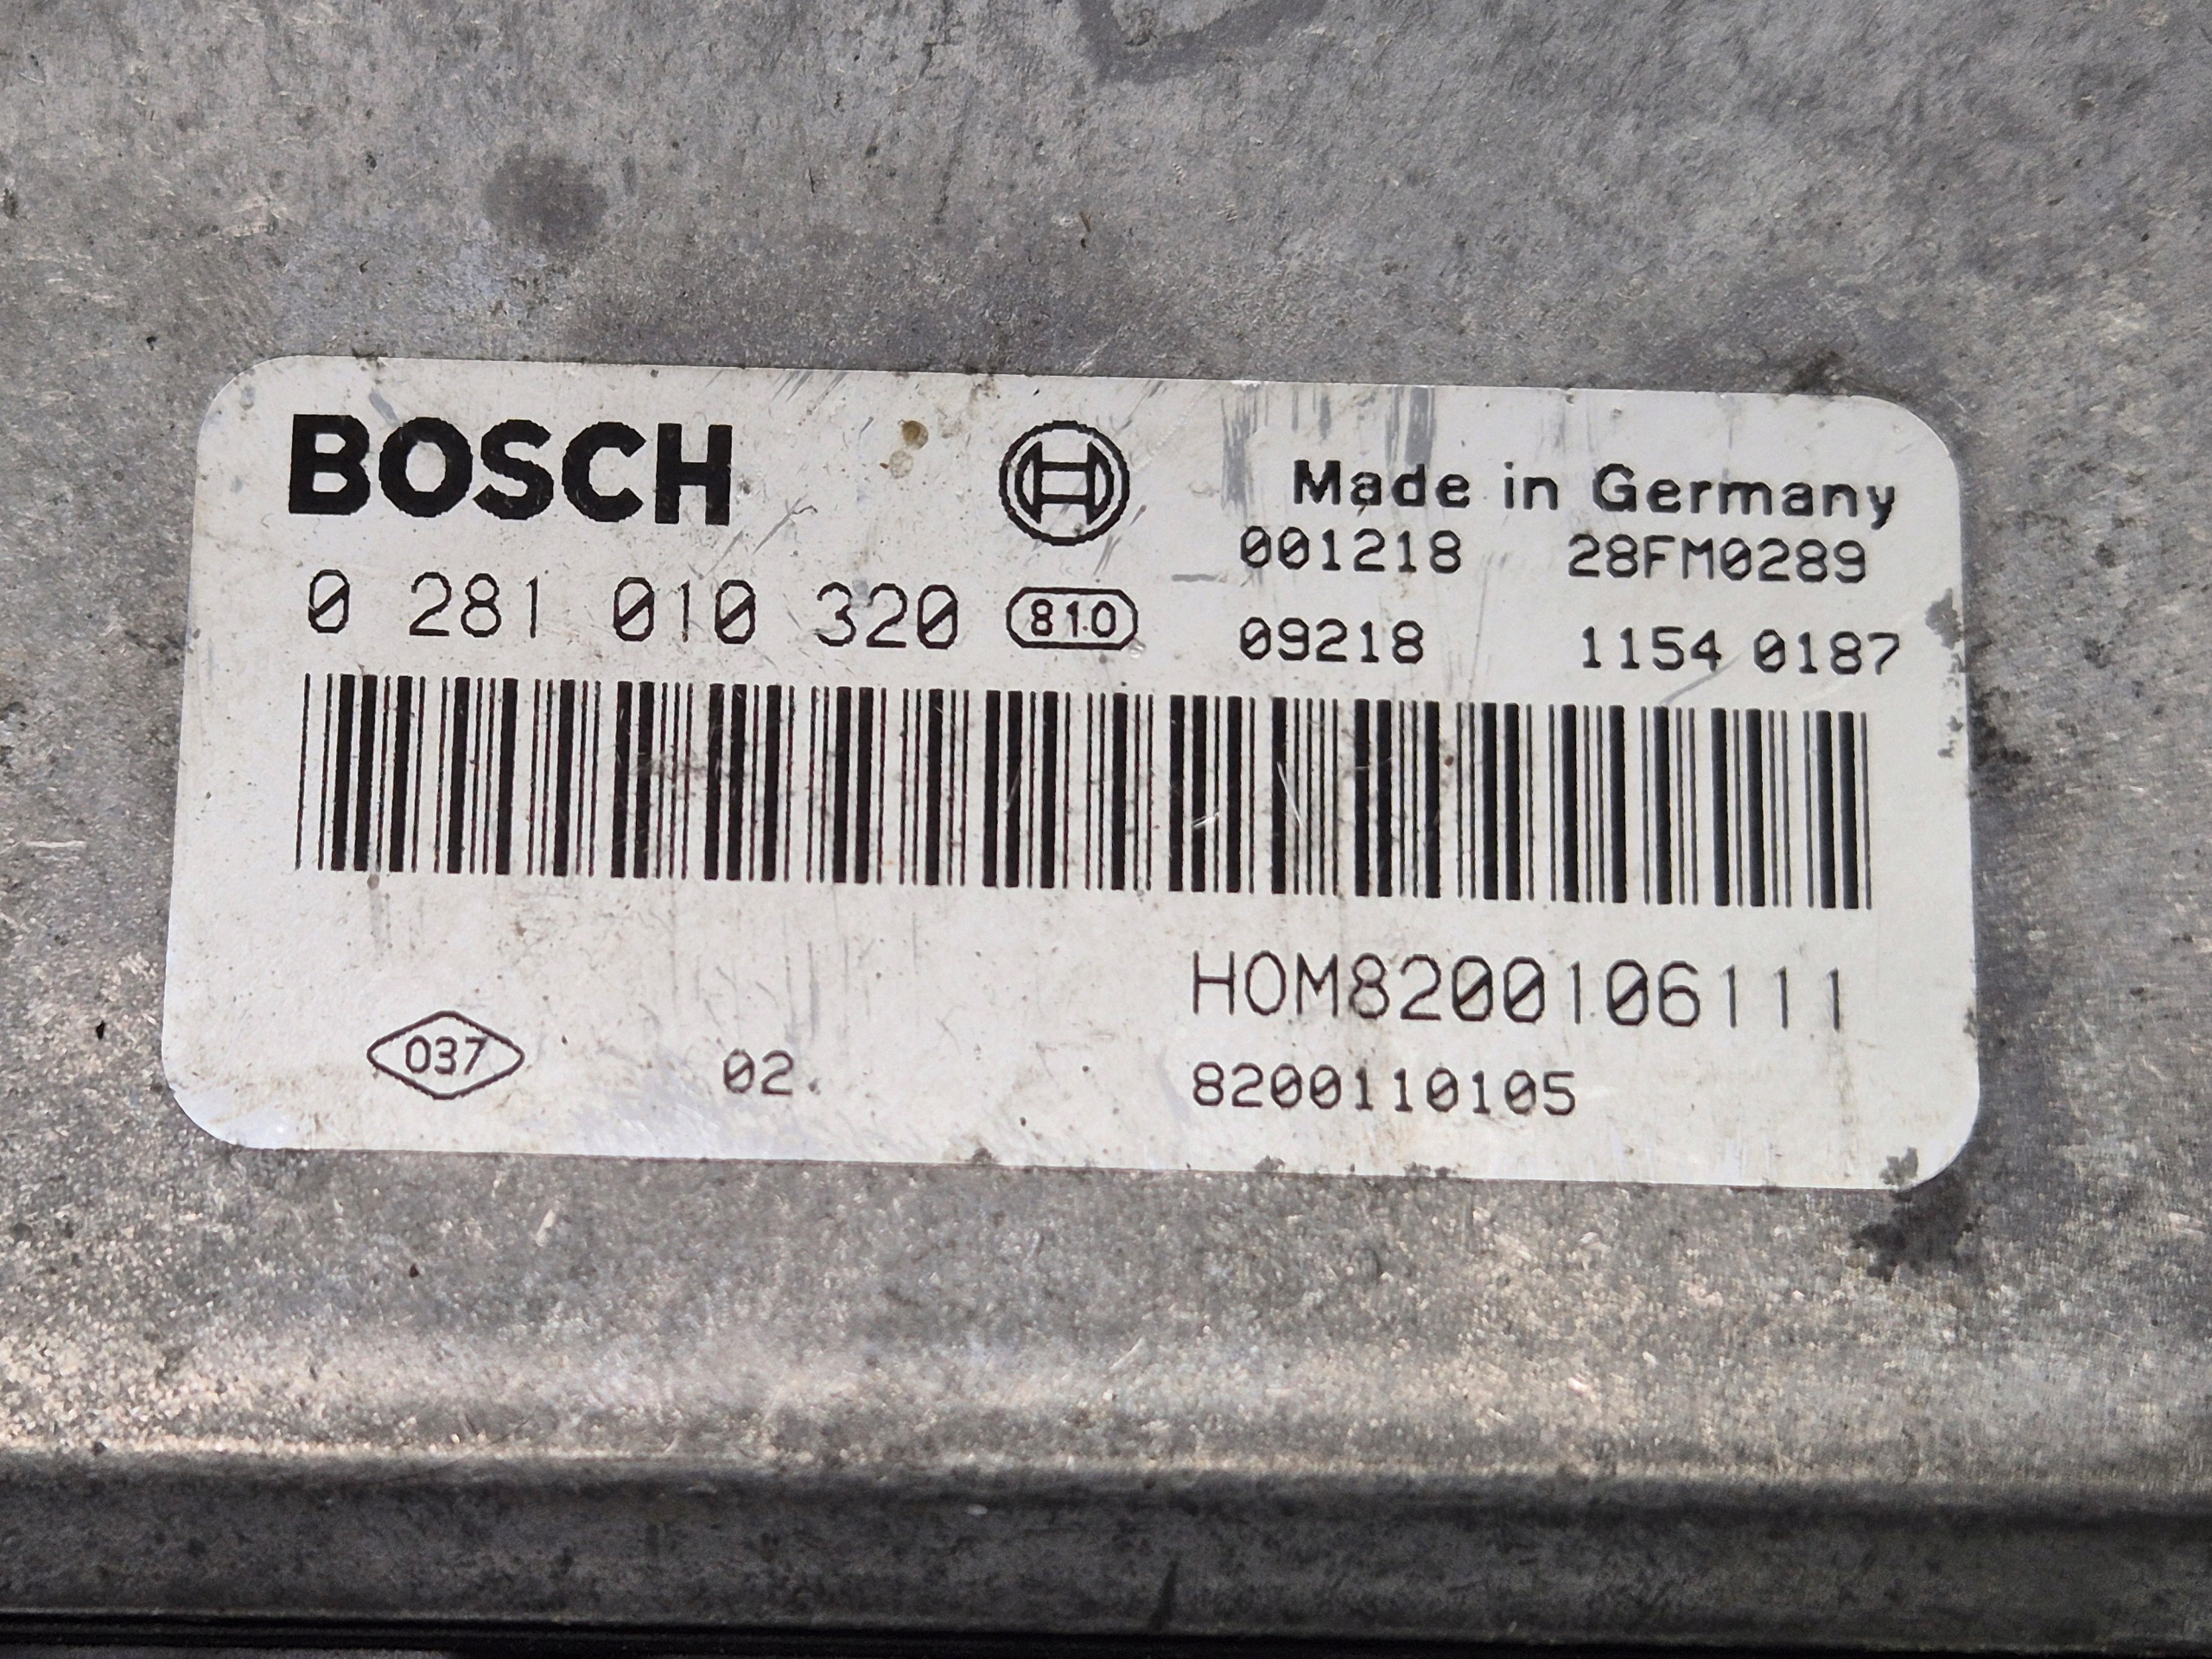 BOSCH
Made in Germany
001218 28FM0289
0 281 010 320 810
09218 1154 0187
HOM8200106111
037 02
8200110105